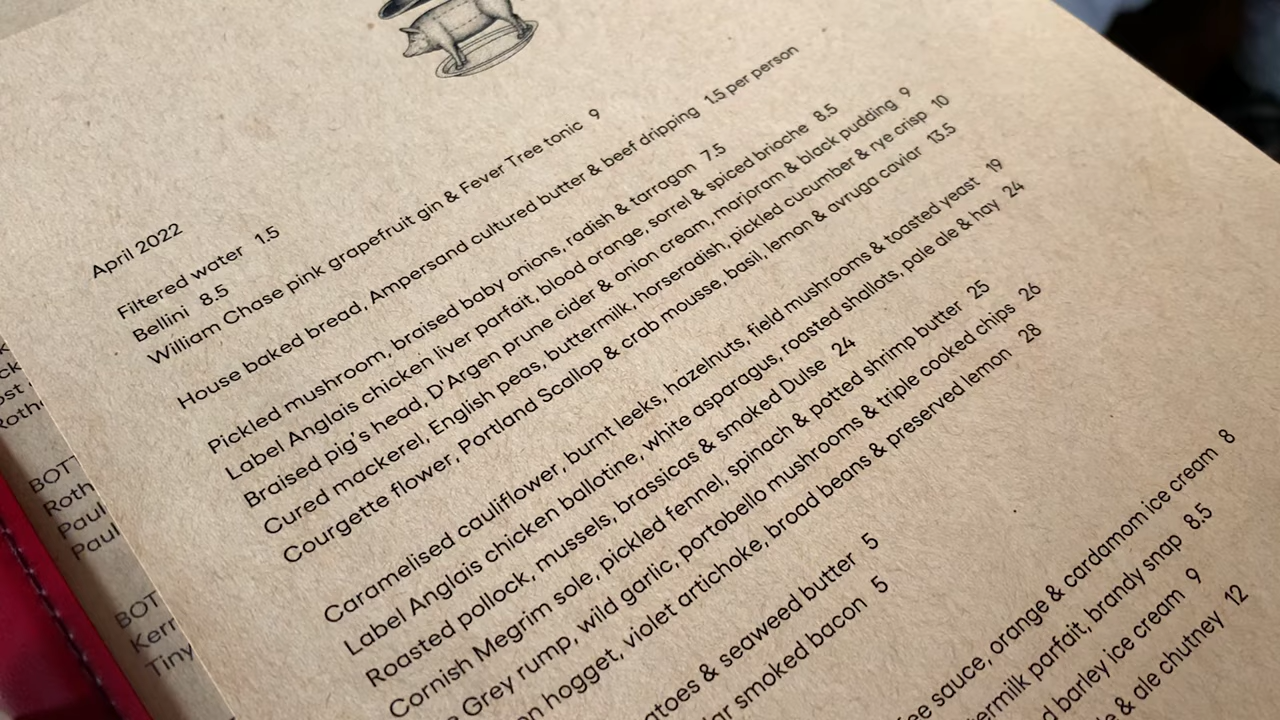 April 2022
Filtered water 1.5
Bellini 8.5
William Chase pink grapefruit gin & Fever Tree tonic 9
House baked bread, Ampersand cultured butter & beef dripping 1.5 per person
Pickled mushroom, braised baby onions, radish & tarragon 7.5
Label Anglais chicken liver parfait, blood orange, sorrel & spiced brioche 8.5
Braised pig's head, D'Argen prune cider & onion cream, marjoram & black pudding 9
Cured mackerel, English peas, buttermilk, horseradish, pickled cucumber & rye crisp 10
Courgette flower, Portland Scallop & crab mousse, basil, lemon & avruga caviar 13.5
Caramelised cauliflower, burnt leeks, hazelnuts, field mushrooms & toasted yeast 19
Label Anglais chicken ballotine, white asparagus, roasted shallots, pale ale & hay 24
Roasted pollock, mussels, brassicas & smoked Dulse 24
Cornish Megrim sole, pickled fennel, spinach & potted shrimp butter 25
Grey rump, wild garlic, portobello mushrooms & triple cooked chips 26
hogget, violet artichoke, broad beans & preserved lemon 28
& seaweed butter 5
smoked bacon 5
sauce, orange & cardamom ice cream 8
parfait, brandy snap 8.5
barley ice cream 9
& ale chutney 12
BOT
Roth
Paul
Paul
BOT
Kerr
Tiny